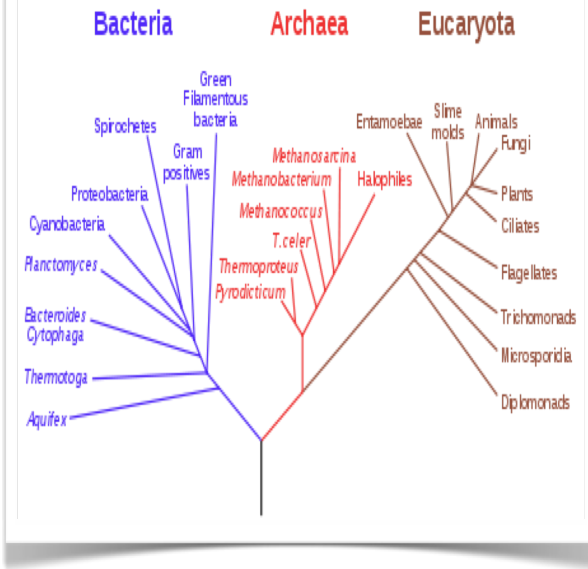 Bacteria
Archaea
Eucaryota
Green
Filamentous
bacteria
Spirochetes
Gram
positives
Proteobacteria
Cyanobacteria
Planctomyces
Bacteroides
Cytophaga
Thermotoga
Aquifex
Methanosarcina
Methanobacterium
Halophiles
Methanococcus
T.celer
Thermoproteus
Pyrodicticum
Entamoebae
Slime
molds
Animals
Fungi
Plants
Ciliates
Flagellates
Trichomonads
Microsporidia
Diplomonads